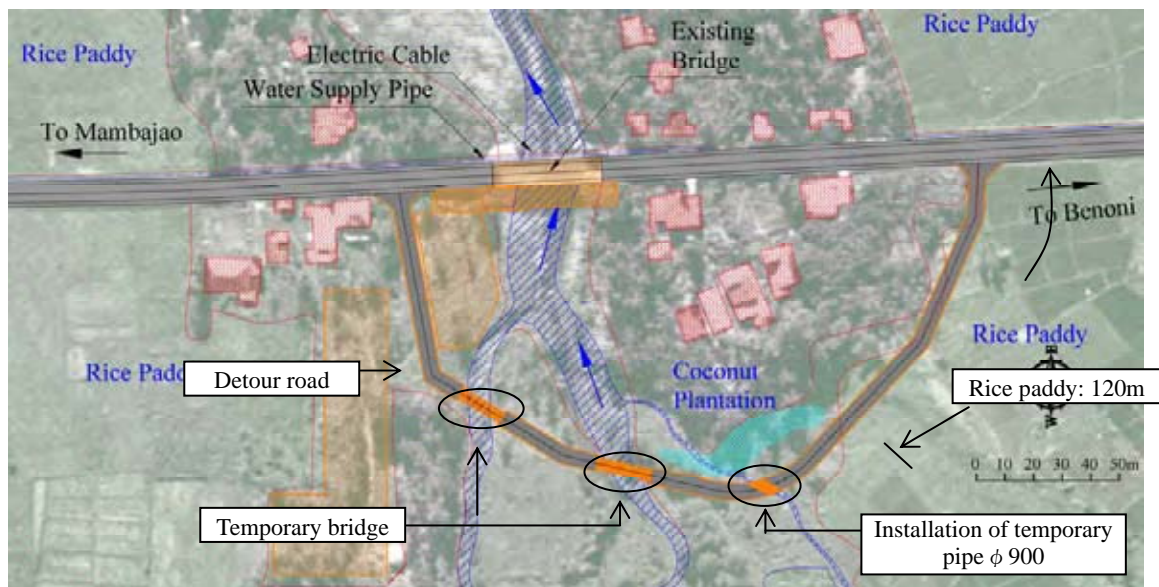 Rice Paddy
Electric Cable
Water Supply Pipe
Existing
Bridge
Rice Paddy
To Mambajao
To Benoni
Rice Paddy
Detour road
Coconut
Plantation
Rice Paddy
Rice paddy: 120m
0 10 20 30 40 50m
Temporary bridge
Installation of temporary
pipe φ 900